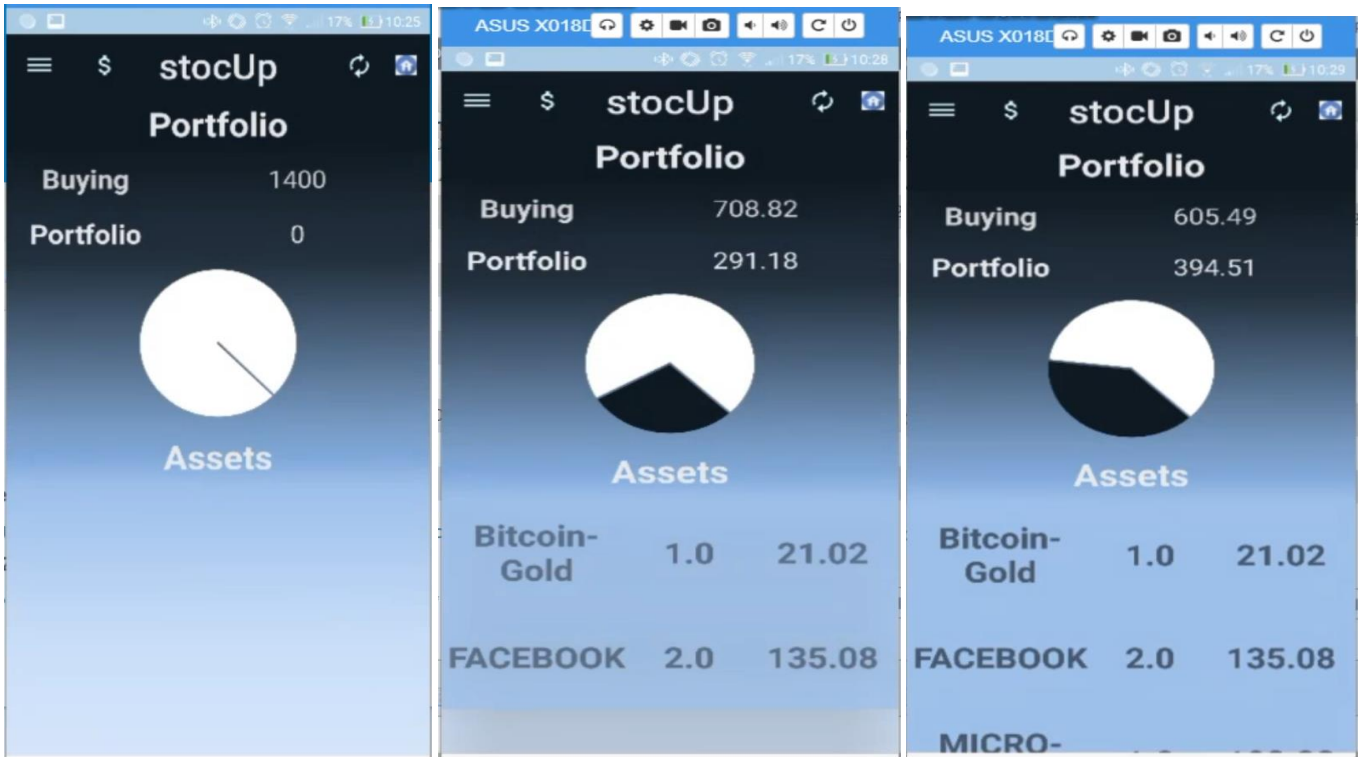 17% 10:25
$ stocUp
Portfolio
Buying 1400
Portfolio 0
Assets
ASUS X018D
17% 10:28
$ stocUp
Portfolio
Buying 708.82
Portfolio 291.18
Assets
Bitcoin-
Gold 1.0 21.02
FACEBOOK 2.0 135.08
ASUS X018D
17% 10:29
$ stocUp
Portfolio
Buying 605.49
Portfolio 394.51
Assets
Bitcoin-
Gold 1.0 21.02
FACEBOOK 2.0 135.08
MICRO-